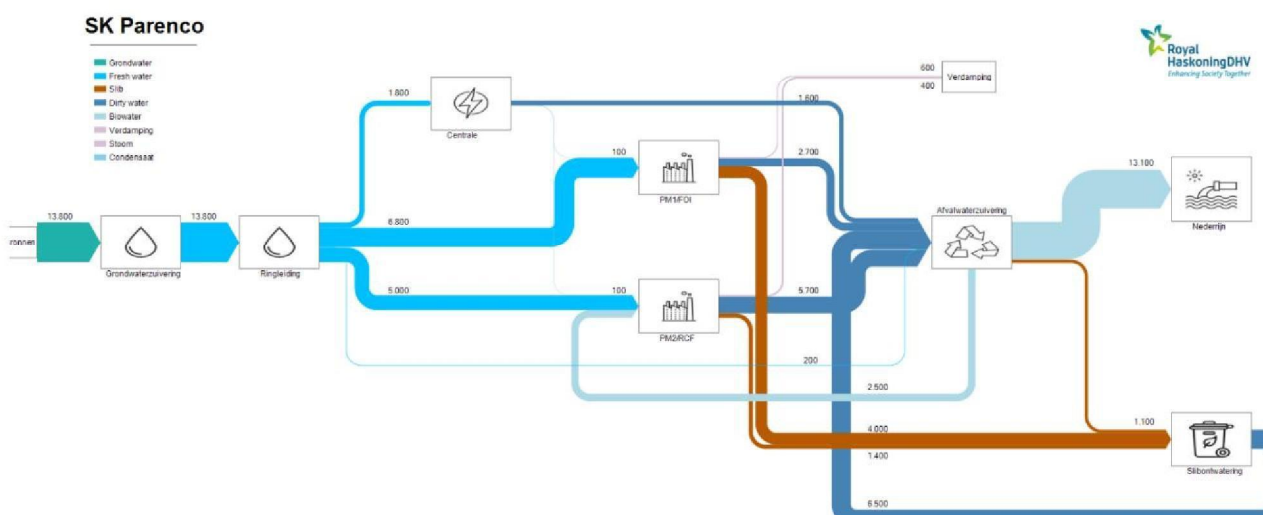 SK Parenco
Grondwater
Fresh water
Slib
Dirty water
Biowater
Verdamping
Stoom
Condensaat
Royal
HaskoningDHV
Enhancing Society Together
600
400
Verdamping
1.800
Centrale
1.600
100
PM1/FOI
2.700
13.100
Nederrijn
Afvalwaterzuivering
13.800
ronnen
Grondwaterzuivering
13.800
Ringleiding
6.800
5.000
100
PM2/RCF
5.700
200
2.500
4.000
1.400
1.100
Slibontwatering
6.500